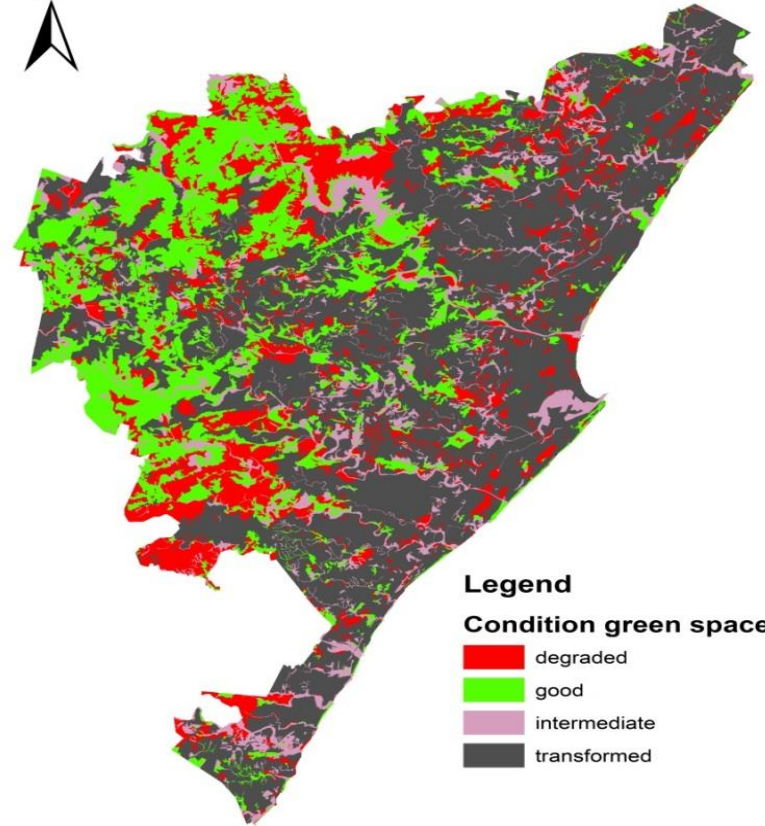 Legend
Condition green space
degraded
good
intermediate
transformed